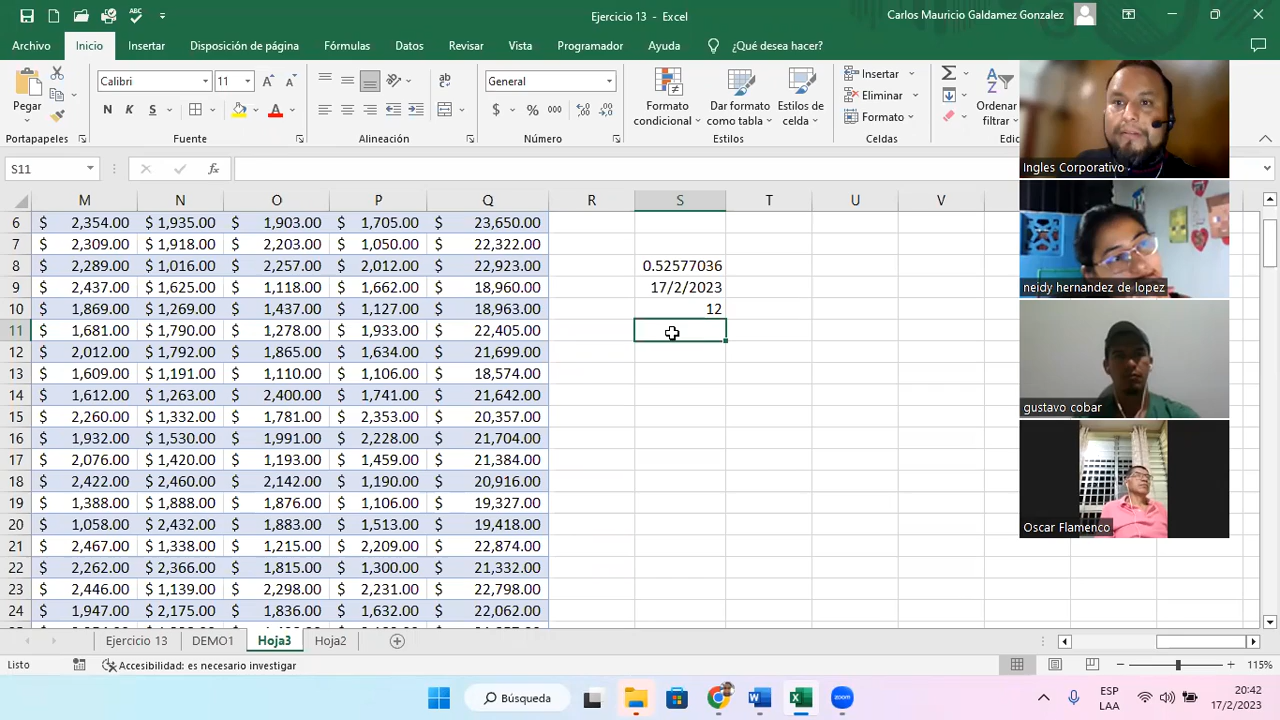 Ejercicio 13 - Excel
Carlos Mauricio Galdamez Gonzalez
Archivo Inicio Insertar Disposición de página Fórmulas Datos Revisar Vista Programador Ayuda ¿Qué desea hacer?
Pegar
Calibri 11
N K S
General
$ % 000
Formato condicional
Dar formato como tabla
Estilos de celda
Insertar
Eliminar
Formato
Ordenar
filtrar
Portapapeles Fuente Alineación Número Estilos Celdas
S11 fx
M N O P Q R S T U V
6 $ 2,354.00 $ 1,935.00 $ 1,903.00 $ 1,705.00 $ 23,650.00
7 $ 2,309.00 $ 1,918.00 $ 2,203.00 $ 1,050.00 $ 22,322.00
8 $ 2,289.00 $ 1,016.00 $ 2,257.00 $ 2,012.00 $ 22,923.00 0.52577036
9 $ 2,437.00 $ 1,625.00 $ 1,118.00 $ 1,662.00 $ 18,960.00 17/2/2023
10 $ 1,869.00 $ 1,269.00 $ 1,437.00 $ 1,127.00 $ 18,963.00 12
11 $ 1,681.00 $ 1,790.00 $ 1,278.00 $ 1,933.00 $ 22,405.00
12 $ 2,012.00 $ 1,792.00 $ 1,865.00 $ 1,634.00 $ 21,699.00
13 $ 1,609.00 $ 1,191.00 $ 1,110.00 $ 1,106.00 $ 18,574.00
14 $ 1,612.00 $ 1,263.00 $ 2,400.00 $ 1,741.00 $ 21,642.00
15 $ 2,260.00 $ 1,332.00 $ 1,781.00 $ 2,353.00 $ 20,357.00
16 $ 1,932.00 $ 1,530.00 $ 1,991.00 $ 2,228.00 $ 21,704.00
17 $ 2,076.00 $ 1,420.00 $ 1,193.00 $ 1,459.00 $ 21,384.00
18 $ 2,422.00 $ 2,460.00 $ 2,142.00 $ 1,190.00 $ 20,916.00
19 $ 1,388.00 $ 1,888.00 $ 1,876.00 $ 1,106.00 $ 19,327.00
20 $ 1,058.00 $ 2,432.00 $ 1,883.00 $ 1,513.00 $ 19,418.00
21 $ 2,467.00 $ 1,338.00 $ 1,215.00 $ 2,209.00 $ 22,874.00
22 $ 2,262.00 $ 2,366.00 $ 1,815.00 $ 1,300.00 $ 21,332.00
23 $ 2,446.00 $ 1,139.00 $ 2,298.00 $ 2,231.00 $ 22,798.00
24 $ 1,947.00 $ 2,175.00 $ 1,836.00 $ 1,632.00 $ 22,062.00
Ingles Corporativo
neidy hernandez de lopez
gustavo cobar
Oscar Flamenco
Ejercicio 13 DEMO1 Hoja3 Hoja2
Listo Accesibilidad: es necesario investigar 115%
Búsqueda
zoom
ESP
LAA
20:42
17/2/2023